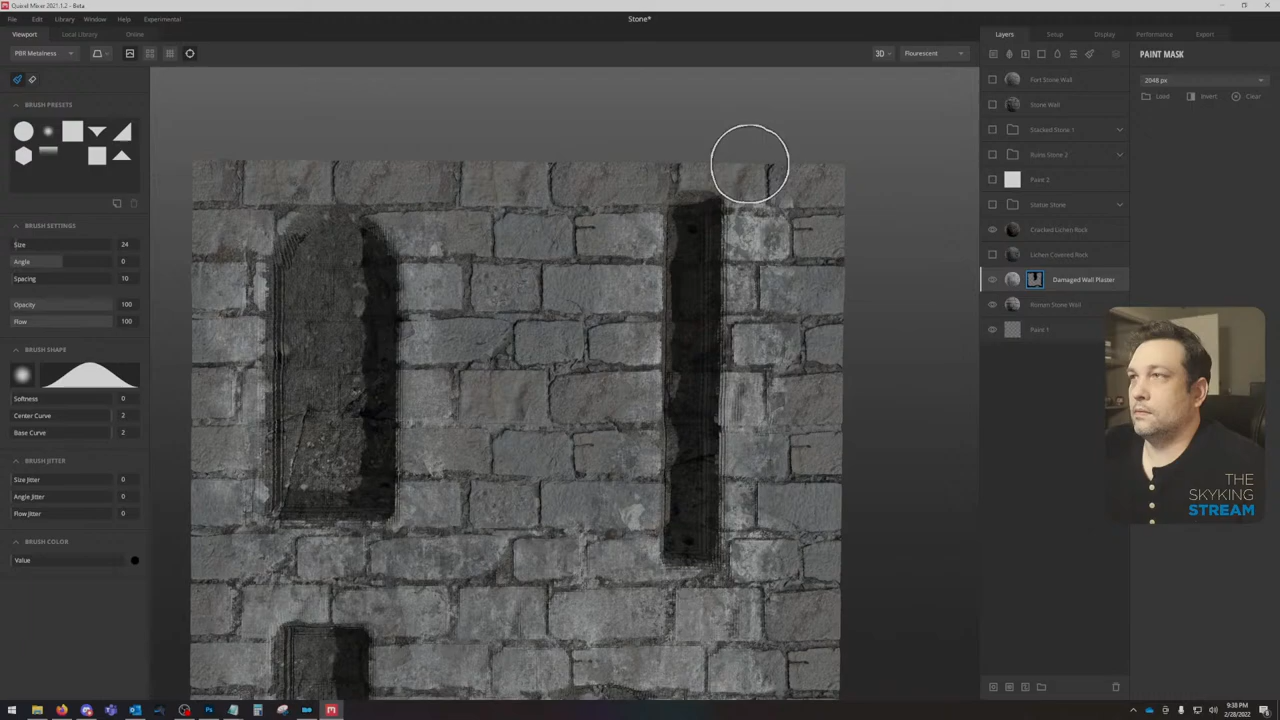 Quixel Mixer 2021.1.2 - Beta
File Edit Library Window Help Experimental
Stone*
Viewport Local Library Online
Layers Setup Display Performance Export
PBR Metalness
3D Flourescent
PAINT MASK
2048 px
Load Invert Clear
BRUSH PRESETS
BRUSH SETTINGS
Size 24
Angle 0
Spacing 10
Opacity 100
Flow 100
BRUSH SHAPE
Softness 0
Center Curve 2
Base Curve 2
BRUSH JITTER
Size Jitter 0
Angle Jitter 0
Flow Jitter 0
BRUSH COLOR
Value
Fort Stone Wall
Stone Wall
Stacked Stone 1
Ruins Stone 2
Paint 2
Statue Stone
Cracked Lichen Rock
Lichen Covered Rock
Damaged Wall Plaster
Roman Stone Wall
Paint 1
THE
SKYKING
STREAM
9:38 PM
2/28/2022